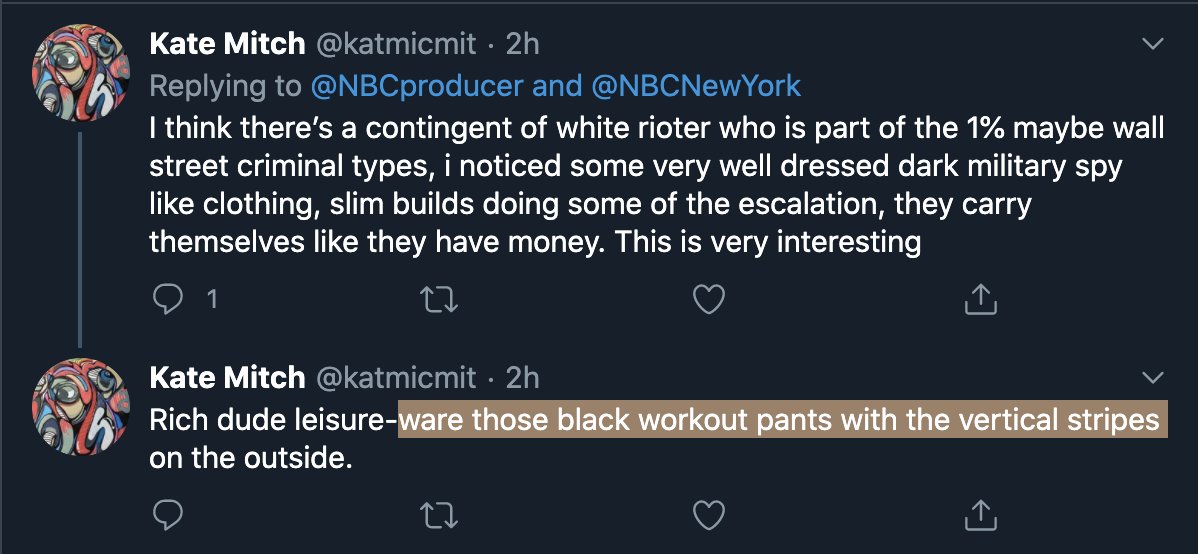 Kate Mitch @katmicmit · 2h
Replying to @NBCproducer and @NBCNewYork
I think there’s a contingent of white rioter who is part of the 1% maybe wall
street criminal types, i noticed some very well dressed dark military spy
like clothing, slim builds doing some of the escalation, they carry
themselves like they have money. This is very interesting
1
Kate Mitch @katmicmit · 2h
Rich dude leisure-ware those black workout pants with the vertical stripes
on the outside.